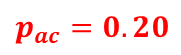 p_ac = 0.20